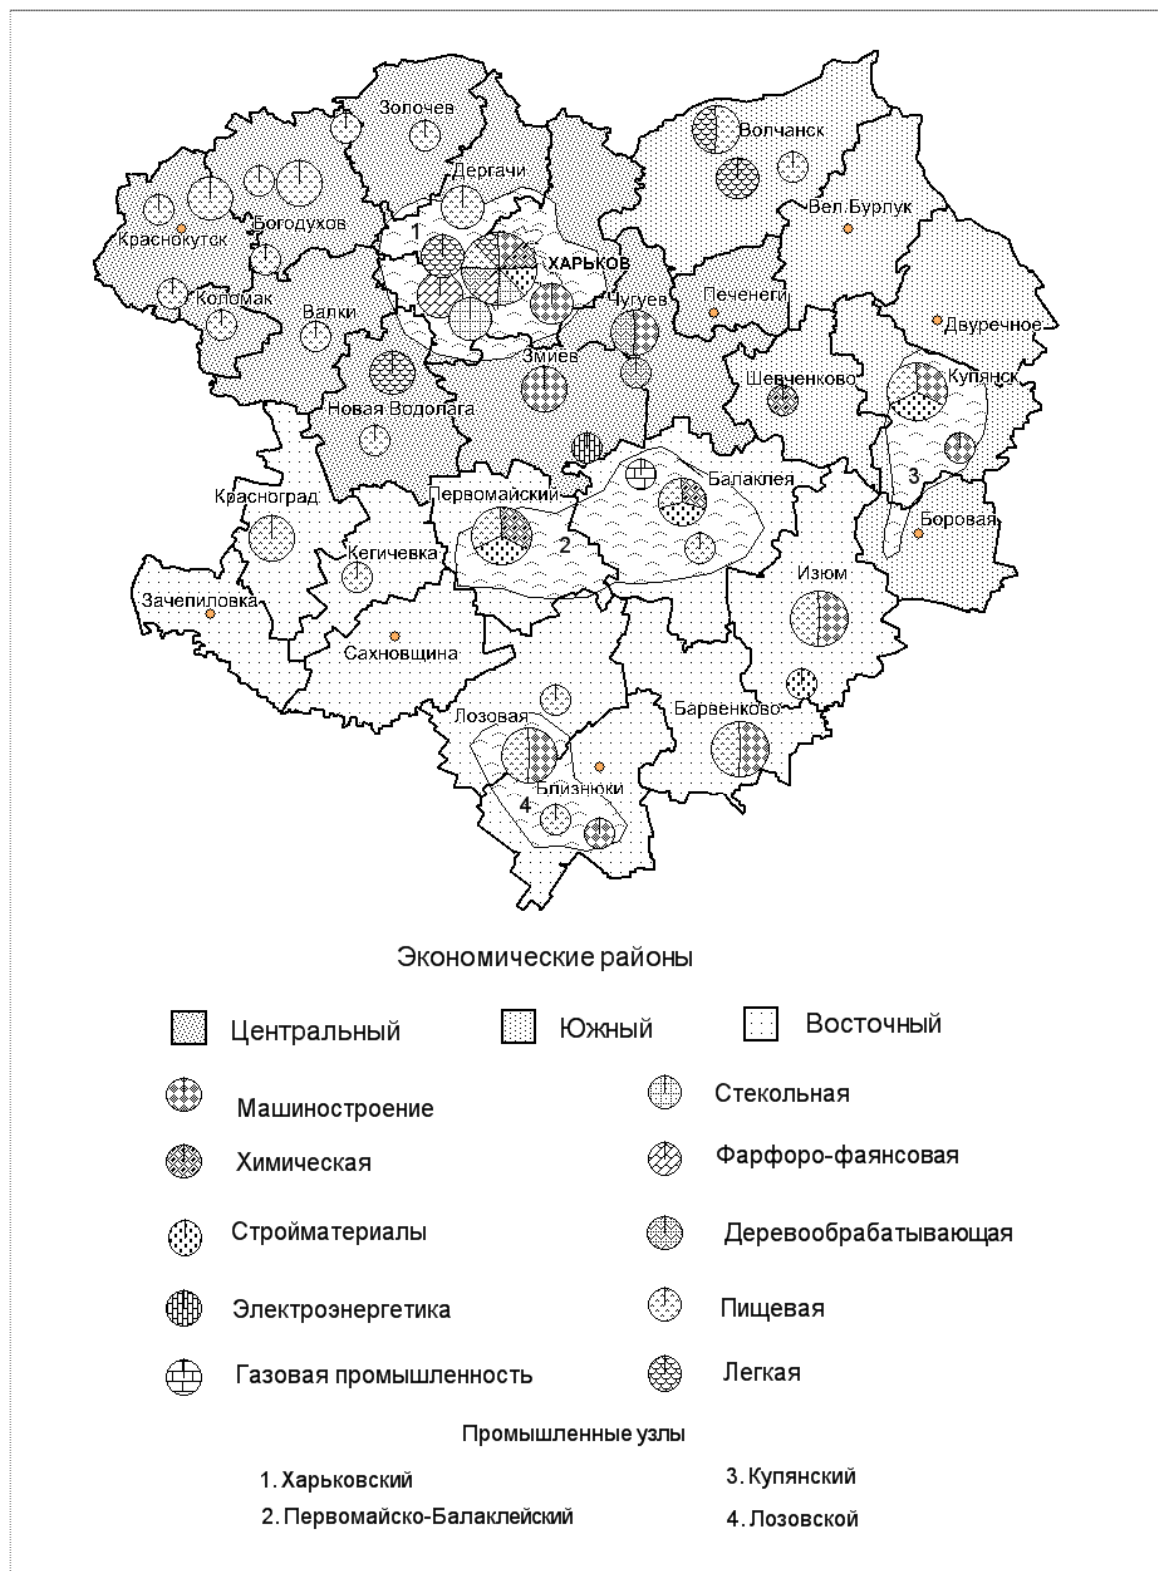 Золочев
Волчанск
Дергачи
Вел.Бурлук
Богодухов
Краснокутск
1
ХАРЬКОВ
Коломак
Валки
Чугуев
Печенеги
Двуречное
Змиев
Шевченково
Купянск
Новая Водолага
Балаклея
3
Красноград
Первомайский
Боровая
2
Кегичевка
Изюм
Зачепиловка
Сахновщина
Лозовая
Барвенково
Близнюки
4
Экономические районы
Центральный
Южный
Восточный
Машиностроение
Стекольная
Химическая
Фарфоро-фаянсовая
Стройматериалы
Деревообрабатывающая
Электроэнергетика
Пищевая
Газовая промышленность
Легкая
Промышленные узлы
1. Харьковский
3. Купянский
2. Первомайско-Балаклейский
4. Лозовской